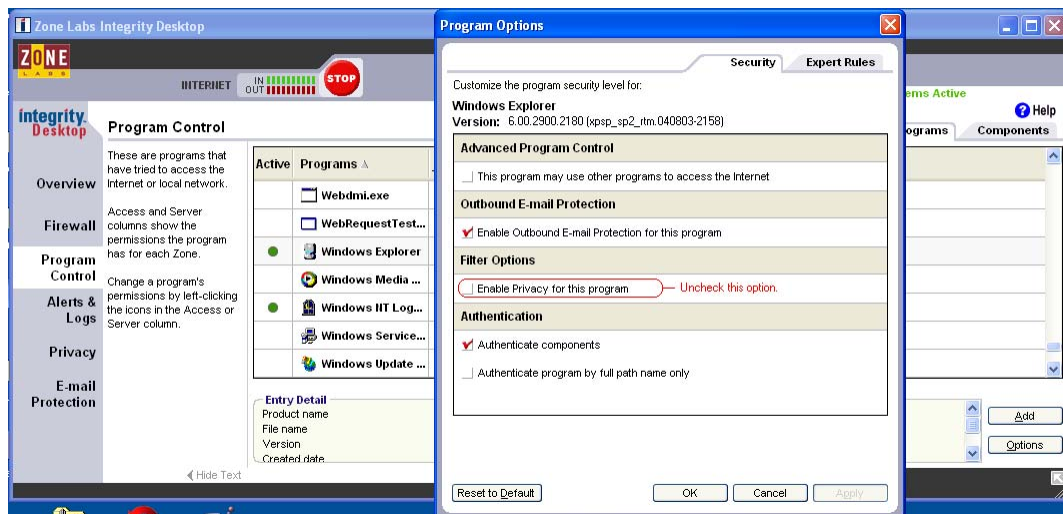 Zone Labs Integrity Desktop
ZONE
LABS
INTERNET
IN
OUT
STOP
ems Active
Help
integrity.
Desktop
Program Control
ograms
Components
These are programs that
have tried to access the
Internet or local network.
Access and Server
columns show the
permissions the program
has for each Zone.
Change a program's
permissions by left-clicking
the icons in the Access or
Server column.
Overview
Firewall
Program
Control
Alerts &
Logs
Privacy
E-mail
Protection
Hide Text
Active Programs
Webdmi.exe
WebRequestTest...
Windows Explorer
Windows Media ...
Windows NT Log...
Windows Service...
Windows Update ...
Entry Detail
Product name
File name
Version
Created date
Add
Options
Program Options
Security
Expert Rules
Customize the program security level for:
Windows Explorer
Version: 6.00.2900.2180 (xpsp_sp2_rtm.040803-2158)
Advanced Program Control
This program may use other programs to access the Internet
Outbound E-mail Protection
Enable Outbound E-mail Protection for this program
Filter Options
Enable Privacy for this program
Uncheck this option.
Authentication
Authenticate components
Authenticate program by full path name only
Reset to Default
OK
Cancel
Apply